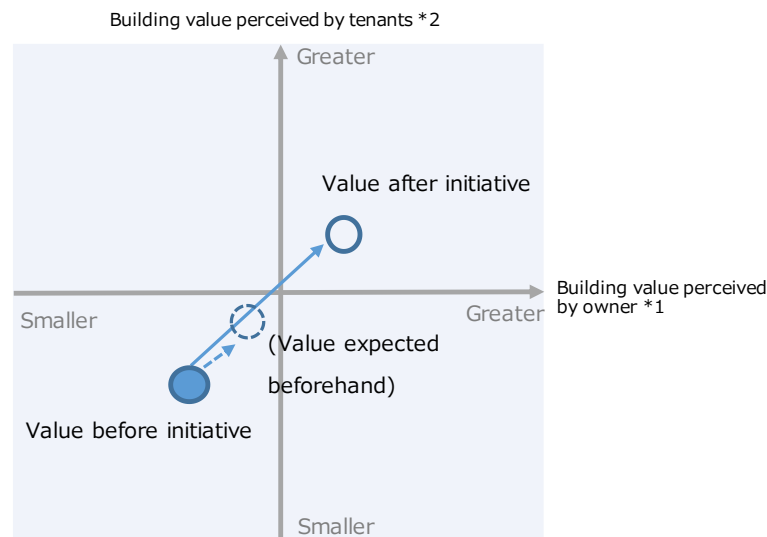 Building value perceived by tenants *2
Greater
Value after initiative
Building value perceived
by owner *1
Smaller
Greater
(Value expected
beforehand)
Value before initiative
Smaller